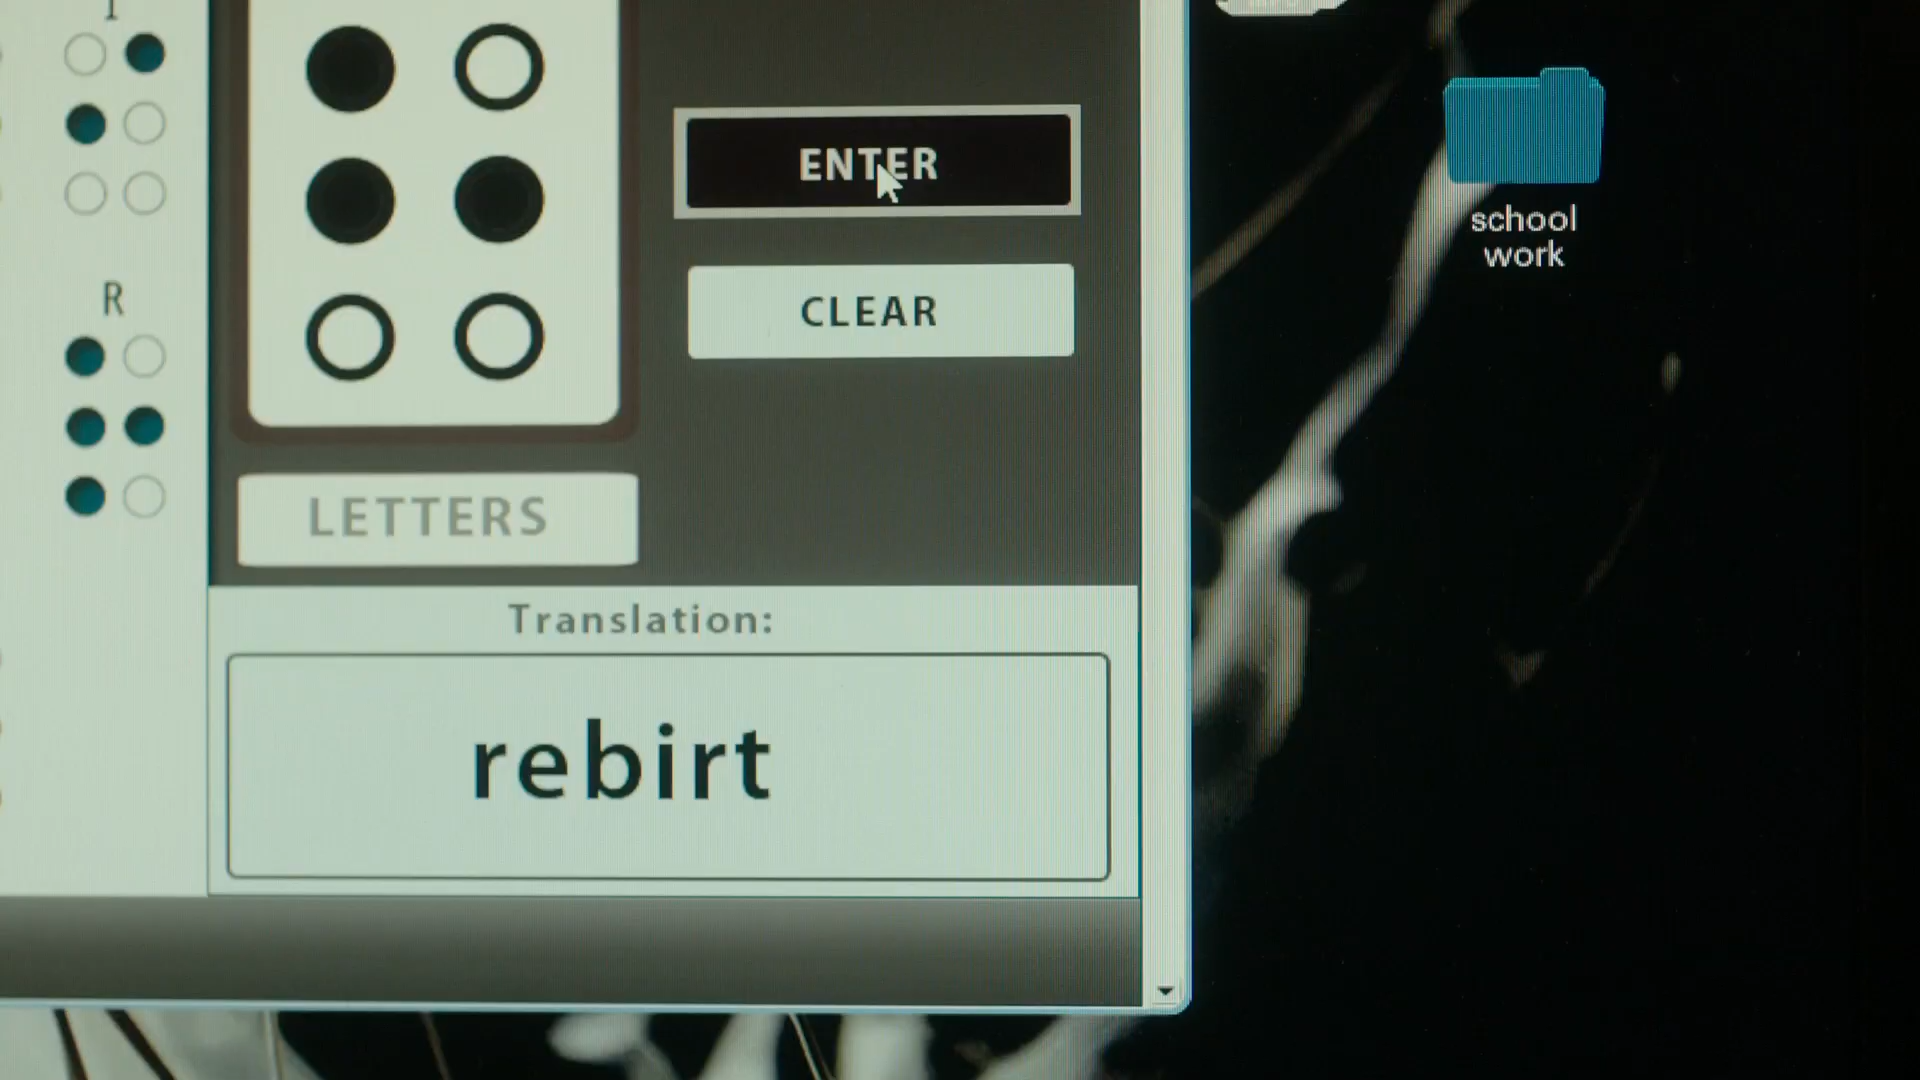 ENTER
school
work
CLEAR
R
LETTERS
Translation:
rebirt